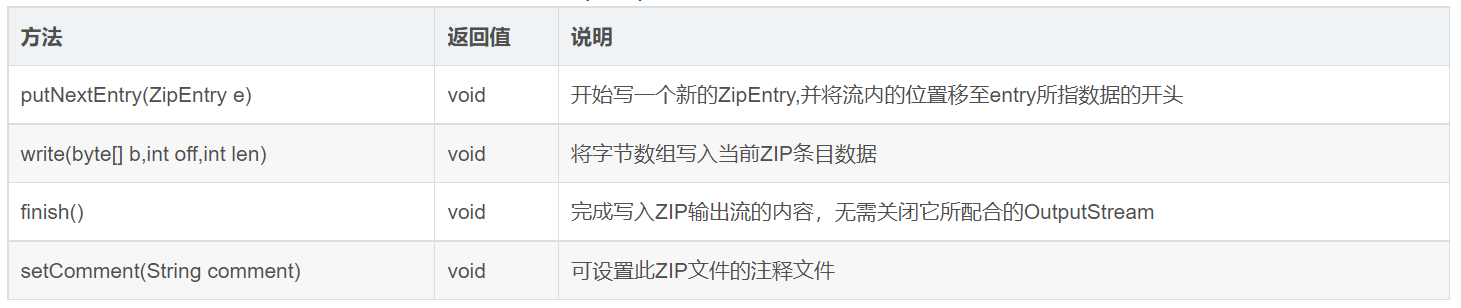 方法 返回值 说明
putNextEntry(ZipEntry e) void 开始写一个新的ZipEntry,并将流内的位置移至entry所指数据的开头
write(byte[] b,int off,int len) void 将字节数组写入当前ZIP条目数据
finish() void 完成写入ZIP输出流的内容，无需关闭它所配合的OutputStream
setComment(String comment) void 可设置此ZIP文件的注释文件